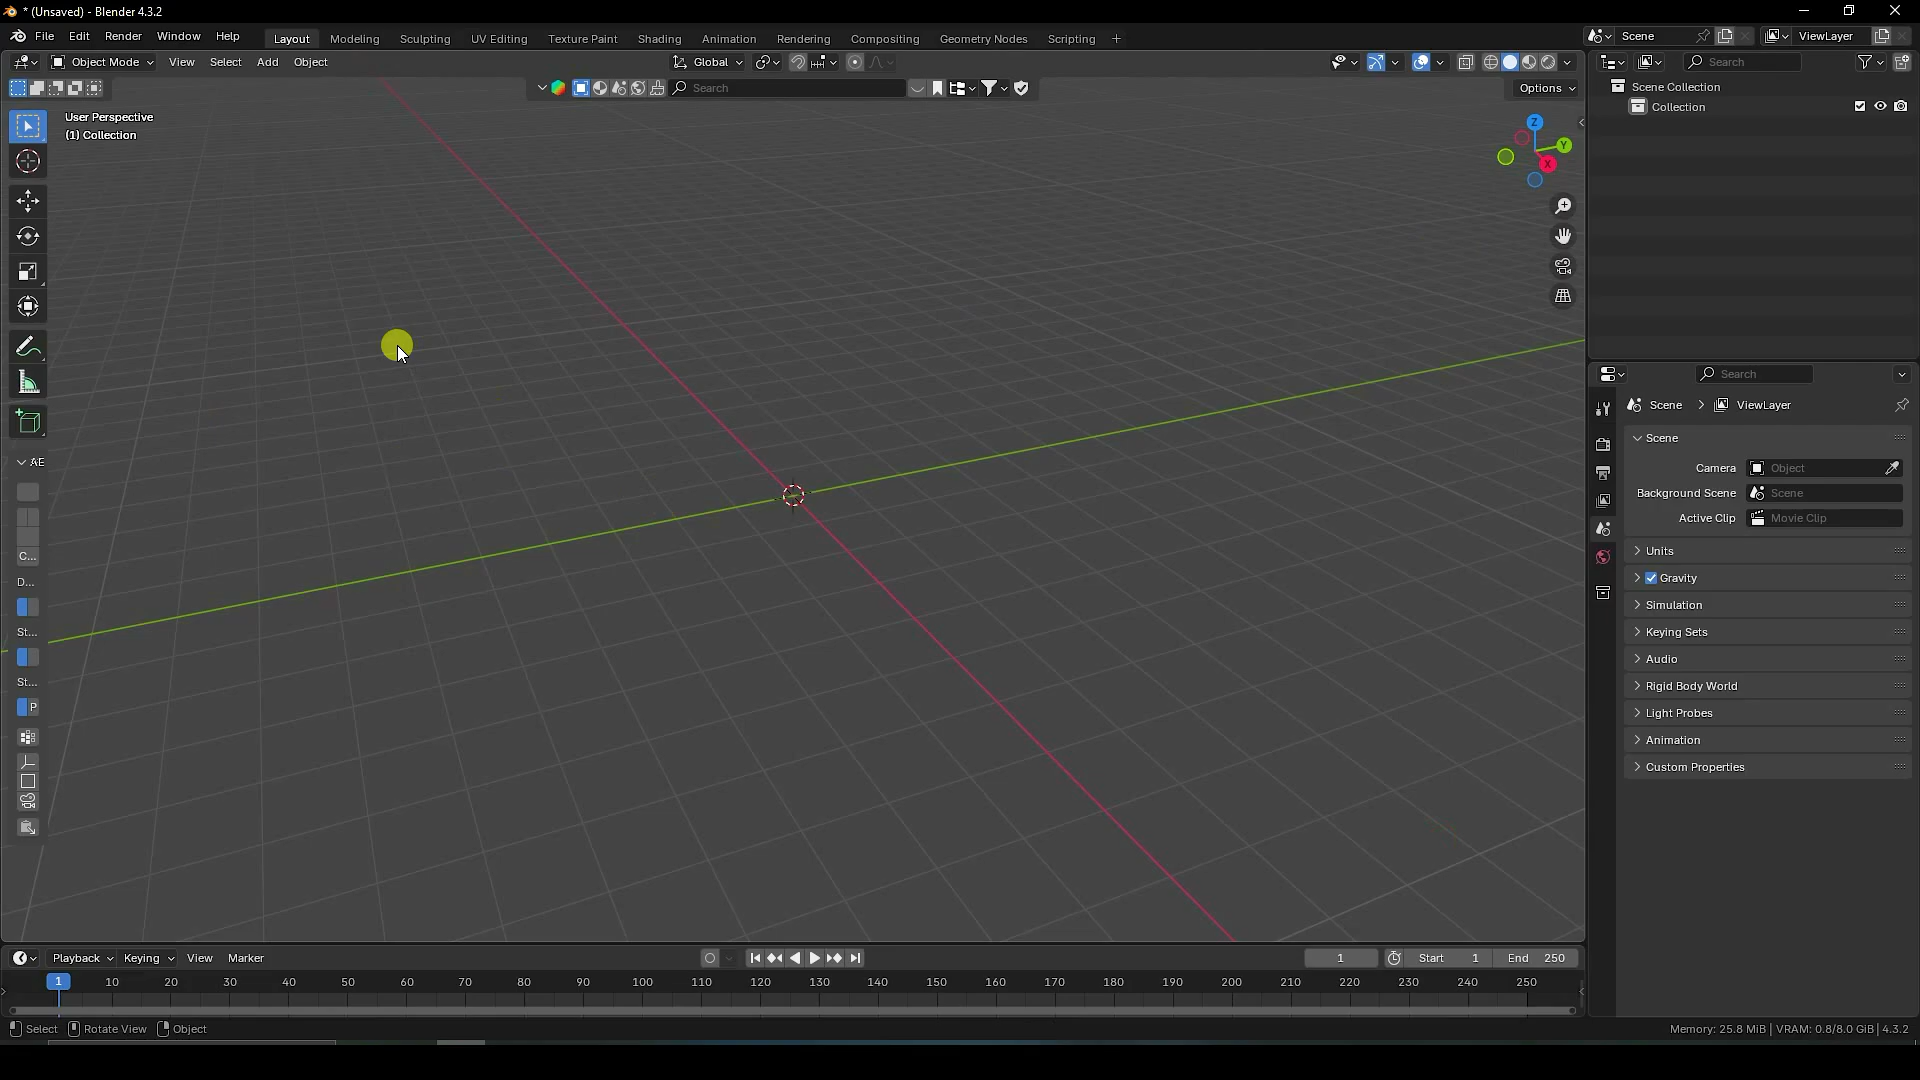 * (Unsaved) - Blender 4.3.2
File Edit Render Window Help Layout Modeling Sculpting UV Editing Texture Paint Shading Animation Rendering Compositing Geometry Nodes Scripting + Scene ViewLayer
Object Mode View Select Add Object Global Search
Search Options
Scene Collection
Collection
User Perspective
(1) Collection
Z
Y
X
Search
Scene > ViewLayer
Scene
Camera Object
Background Scene Scene
Active Clip Movie Clip
Units
Gravity
Simulation
Keying Sets
Audio
Rigid Body World
Light Probes
Animation
Custom Properties
AE
C...
D...
St...
St...
P
Playback Keying View Marker 1 Start 1 End 250
1 10 20 30 40 50 60 70 80 90 100 110 120 130 140 150 160 170 180 190 200 210 220 230 240 250
Select Rotate View Object Memory: 25.8 MiB | VRAM: 0.8/8.0 GiB | 4.3.2